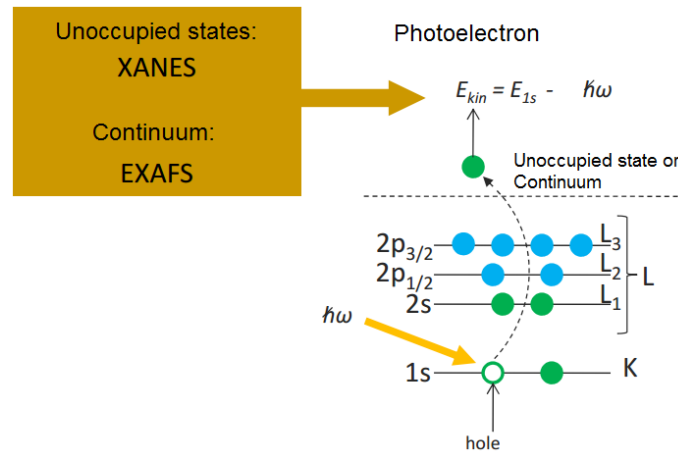 Unoccupied states:
XANES
Continuum:
EXAFS
Photoelectron
E_kin = E_1s - ℏω
Unoccupied state or
Continuum
2p3/2
L3
2p1/2
L2
L
2s
L1
ℏω
1s
K
hole